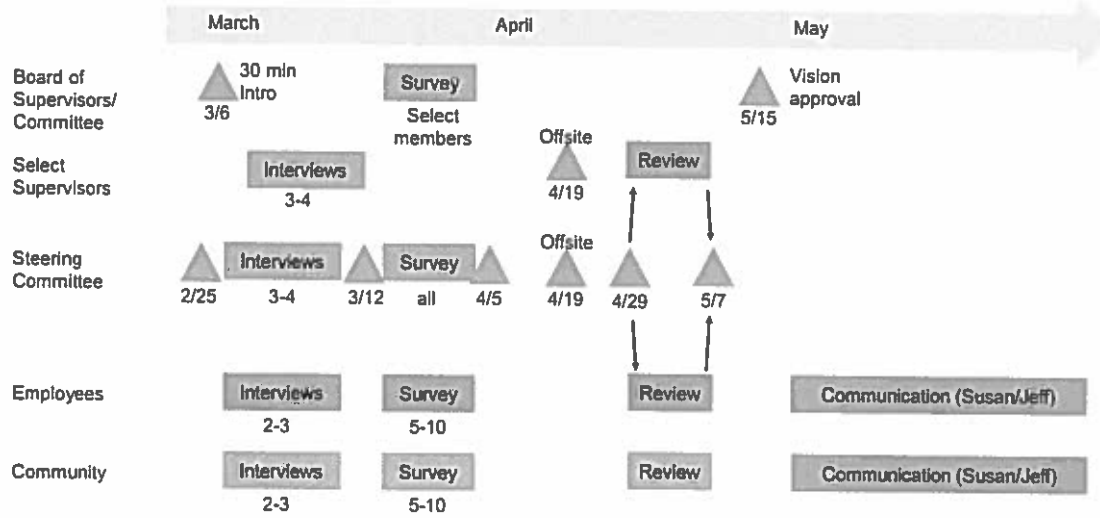 March April May
Board of
Supervisors/
Committee
30 min
Intro
3/6
Survey
Select
members
Vision
approval
5/15
Select
Supervisors
Interviews
3-4
Offsite
4/19
Review
Steering
Committee
2/25
Interviews
3-4
3/12
Survey
all
4/5
Offsite
4/19
4/29
5/7
Employees
Interviews
2-3
Survey
5-10
Review
Communication (Susan/Jeff)
Community
Interviews
2-3
Survey
5-10
Review
Communication (Susan/Jeff)